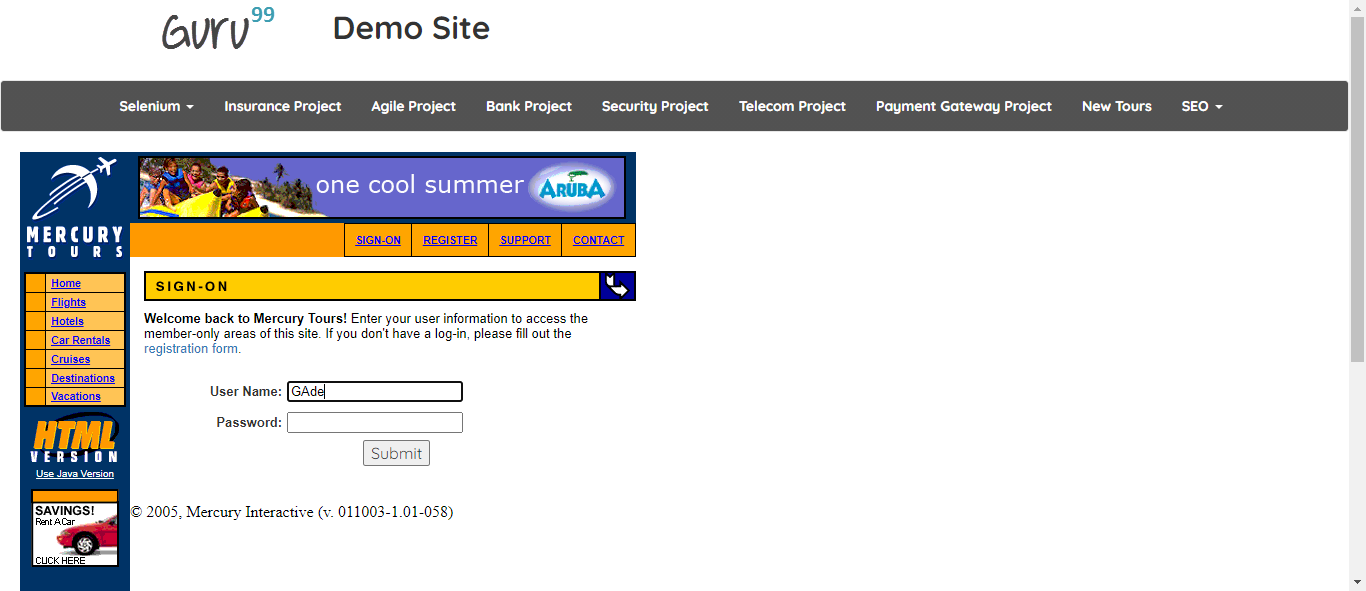 Guru99
Demo Site
Selenium Insurance Project Agile Project Bank Project Security Project Telecom Project Payment Gateway Project New Tours SEO
one cool summer ARUBA
MERCURY
TOURS
SIGN-ON REGISTER SUPPORT CONTACT
Home
Flights
Hotels
Car Rentals
Cruises
Destinations
Vacations
HTML
VERSION
Use Java Version
SAVINGS!
Rent A Car
CLICK HERE
SIGN-ON
Welcome back to Mercury Tours! Enter your user information to access the
member-only areas of this site. If you don't have a log-in, please fill out the
registration form.
User Name: GAde
Password:
Submit
© 2005, Mercury Interactive (v. 011003-1.01-058)